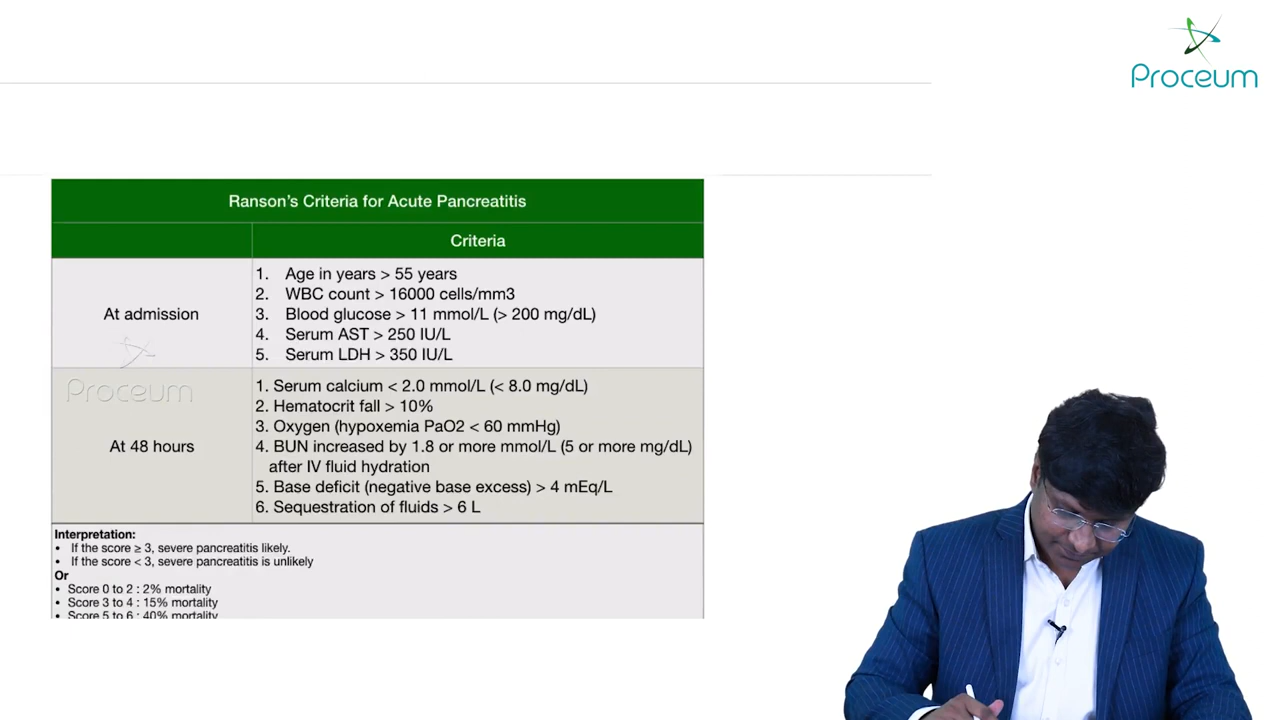 Proceum
Ranson's Criteria for Acute Pancreatitis
Criteria
At admission
1. Age in years > 55 years
2. WBC count > 16000 cells/mm3
3. Blood glucose > 11 mmol/L (> 200 mg/dL)
4. Serum AST > 250 IU/L
5. Serum LDH > 350 IU/L
Proceum
At 48 hours
1. Serum calcium < 2.0 mmol/L (< 8.0 mg/dL)
2. Hematocrit fall > 10%
3. Oxygen (hypoxemia PaO2 < 60 mmHg)
4. BUN increased by 1.8 or more mmol/L (5 or more mg/dL)
after IV fluid hydration
5. Base deficit (negative base excess) > 4 mEq/L
6. Sequestration of fluids > 6 L
Interpretation:
• If the score ≥ 3, severe pancreatitis likely.
• If the score < 3, severe pancreatitis is unlikely
Or
• Score 0 to 2 : 2% mortality
• Score 3 to 4 : 15% mortality
• Score 5 to 6 : 40% mortality